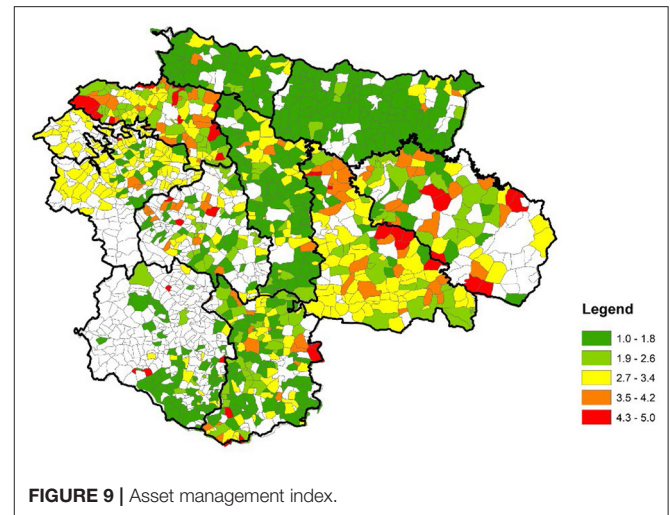 Legend
1.0 - 1.8
1.9 - 2.6
2.7 - 3.4
3.5 - 4.2
4.3 - 5.0
FIGURE 9 | Asset management index.